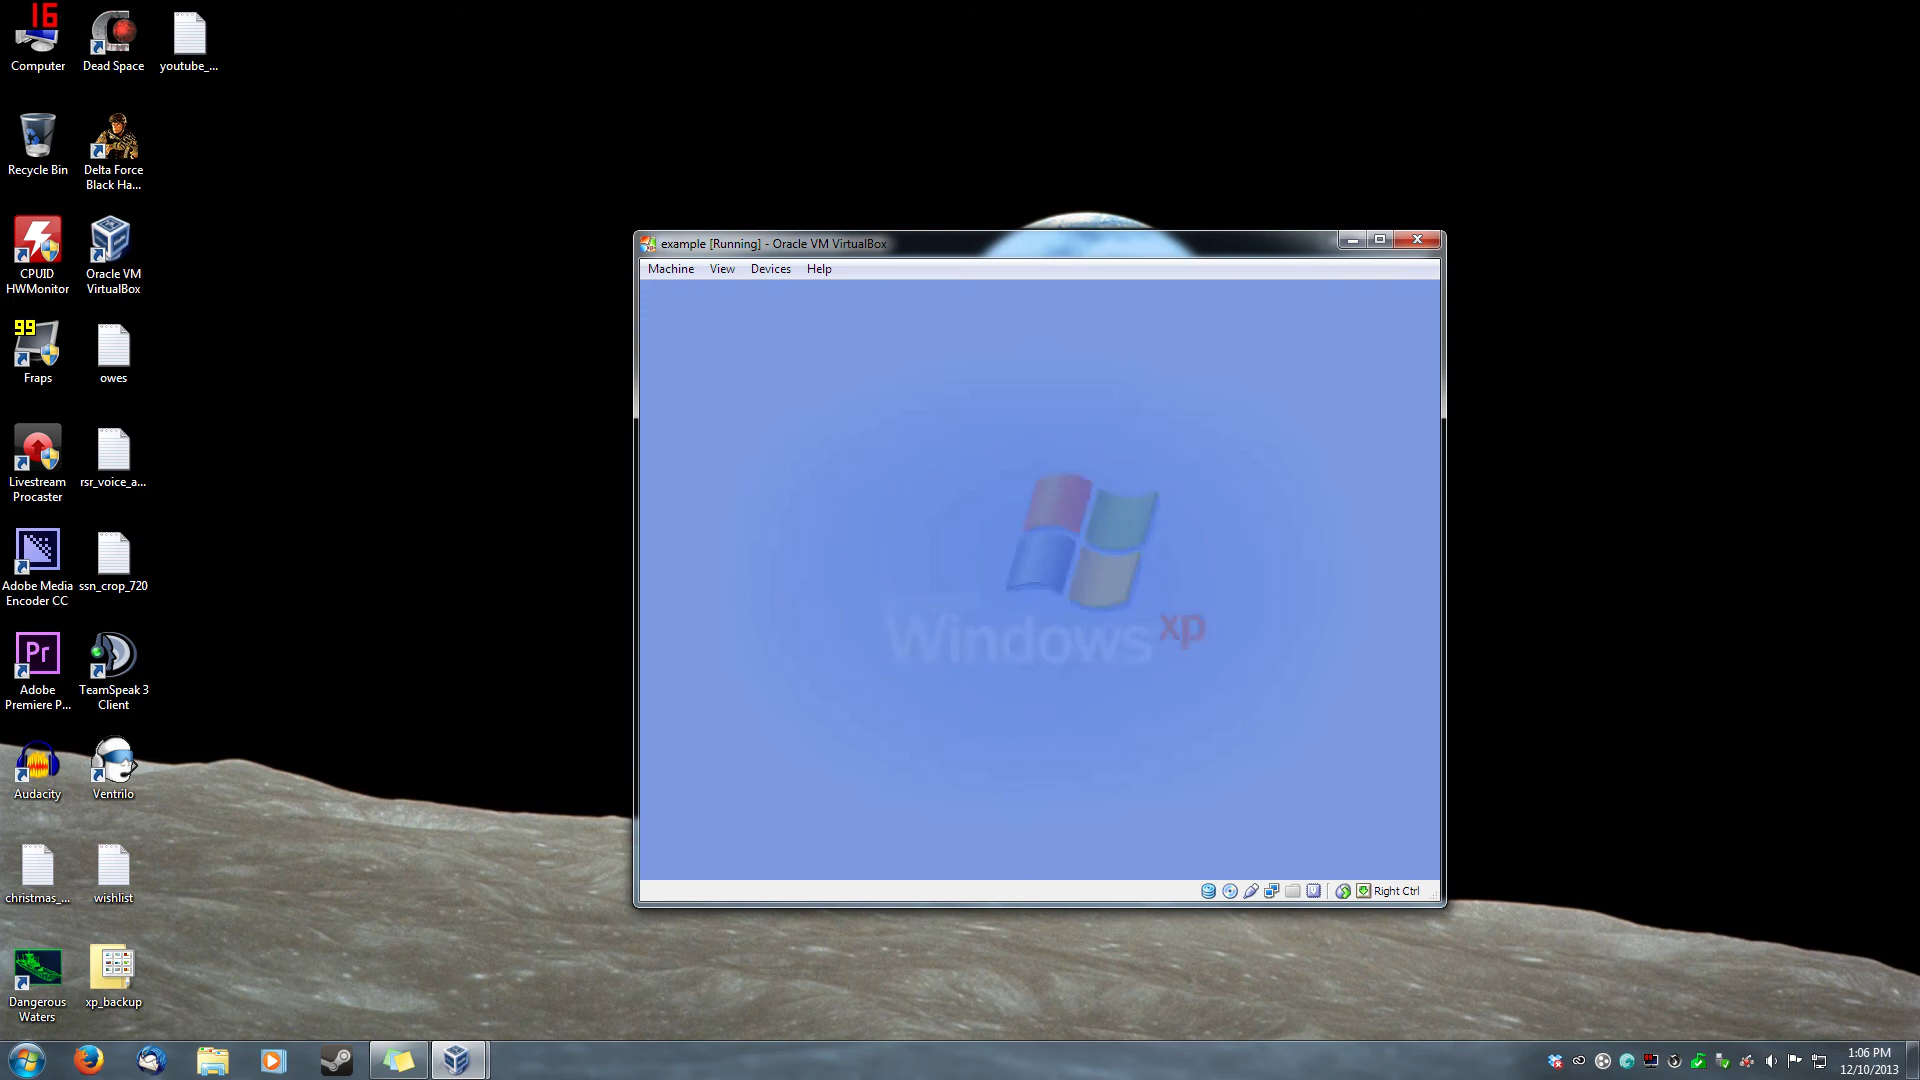 16
Computer
Dead Space
youtube_...
Recycle Bin
Delta Force
Black Ha...
CPUID
HWMonitor
Oracle VM
VirtualBox
99
Fraps
owes
Livestream
Procaster
rsr_voice_a...
Adobe Media
Encoder CC
ssn_crop_720
Pr
Adobe
Premiere P...
TeamSpeak 3
Client
Audacity
Ventrilo
christmas_...
wishlist
Dangerous
Waters
xp_backup
example [Running] - Oracle VM VirtualBox
Machine View Devices Help
Windows xp
Right Ctrl
1:06 PM
12/10/2013